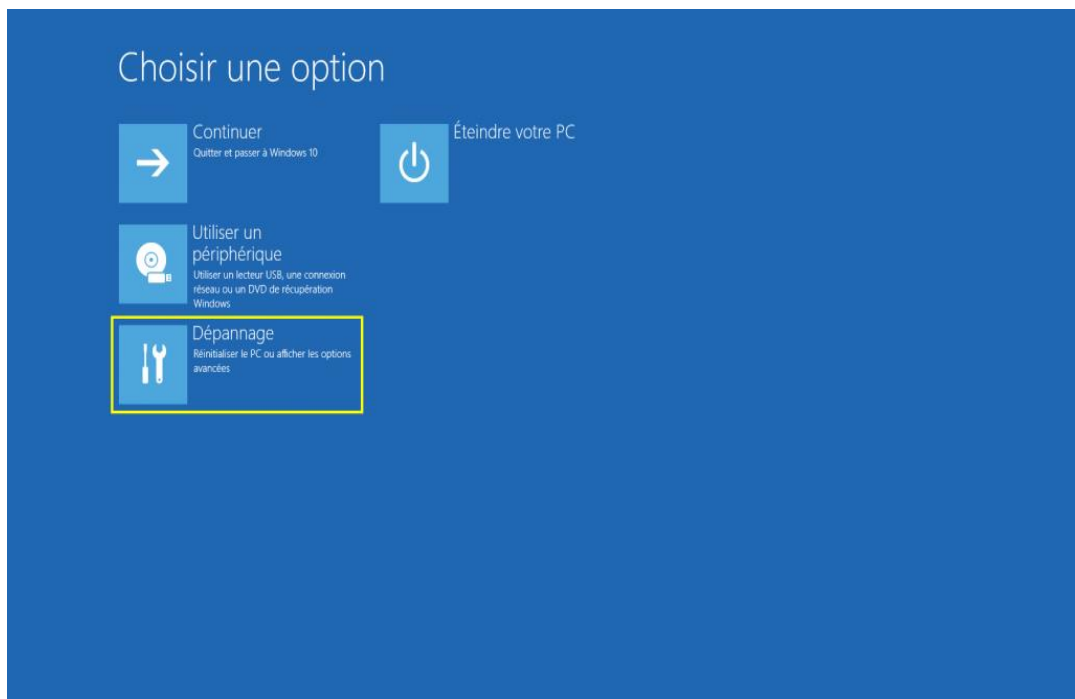 Choisir une option
Continuer
Quitter et passer à Windows 10
Éteindre votre PC
Utiliser un
périphérique
Utiliser un lecteur USB, une connexion
réseau ou un DVD de récupération
Windows
Dépannage
Réinitialiser le PC ou afficher les options
avancées